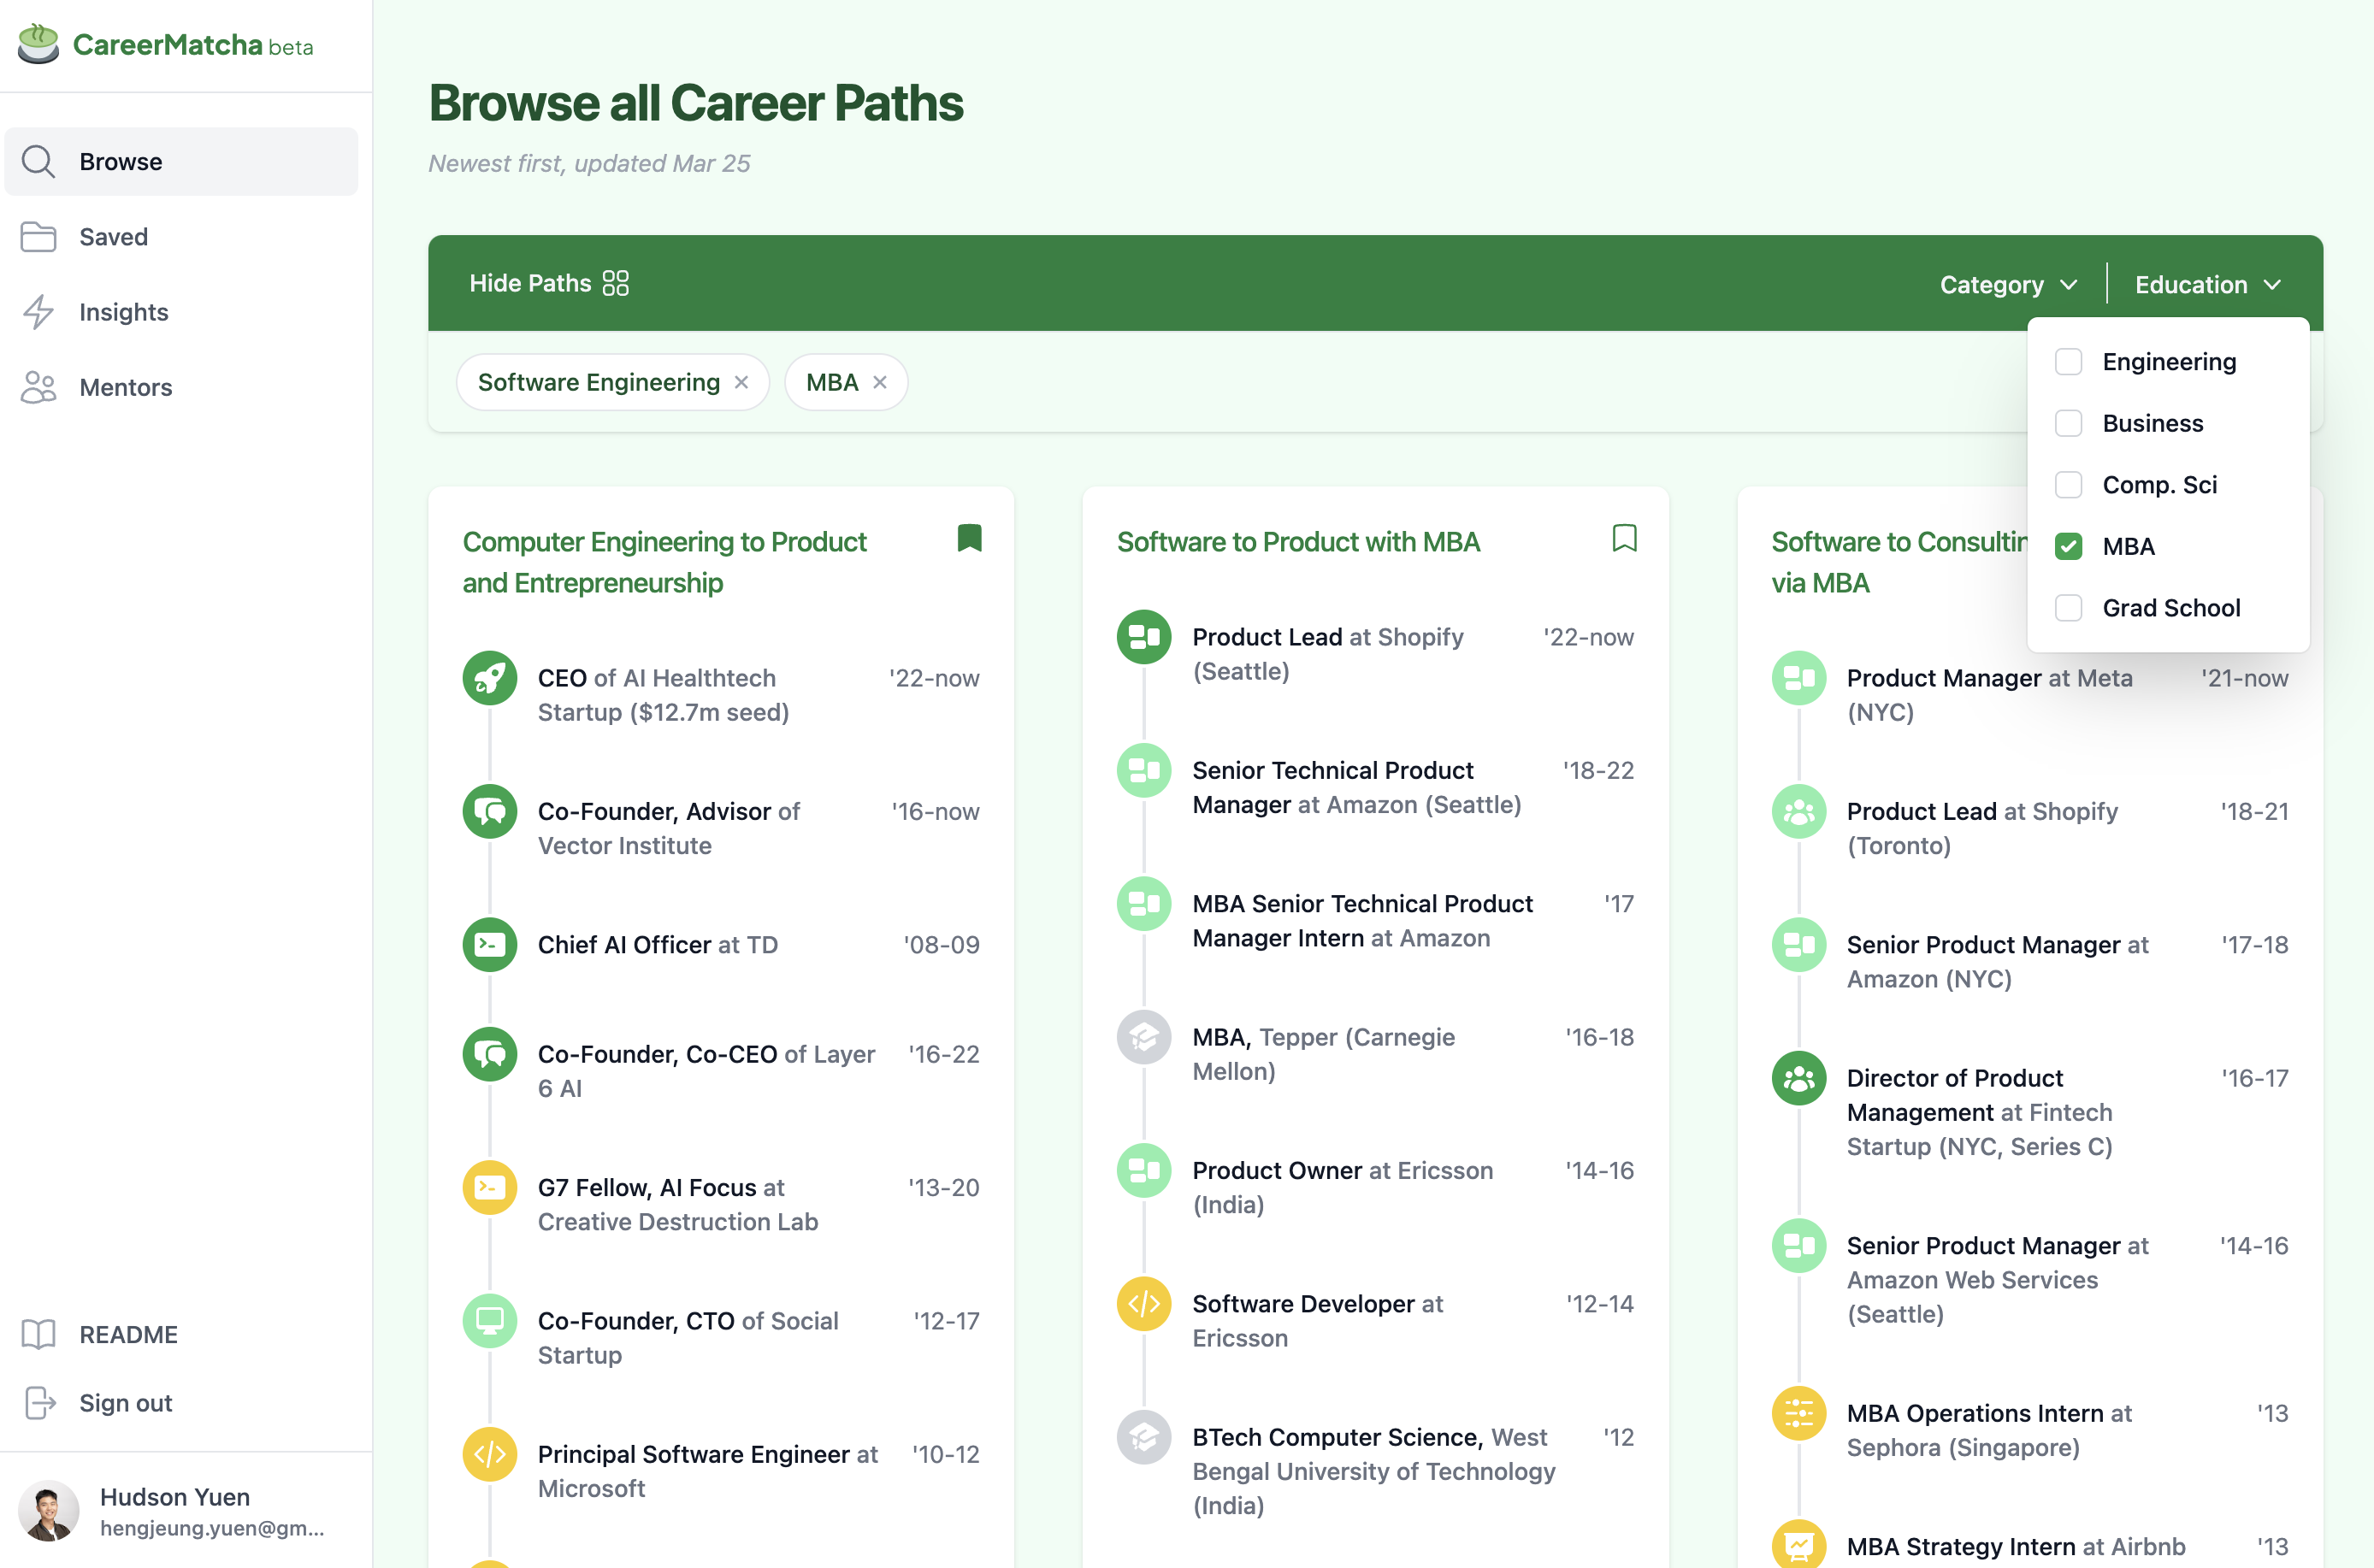 CareerMatcha beta
Browse
Saved
Insights
Mentors
README
Sign out
Hudson Yuen
hengjeung.yuen@gm...
Browse all Career Paths
Newest first, updated Mar 25
Hide Paths
Category
Education
Software Engineering
MBA
Engineering
Business
Comp. Sci
MBA
Grad School
Computer Engineering to Product
and Entrepreneurship
CEO of AI Healthtech '22-now
Startup ($12.7m seed)
Co-Founder, Advisor of '16-now
Vector Institute
Chief AI Officer at TD '08-09
Co-Founder, Co-CEO of Layer '16-22
6 AI
G7 Fellow, AI Focus at '13-20
Creative Destruction Lab
Co-Founder, CTO of Social '12-17
Startup
Principal Software Engineer at '10-12
Microsoft
Software to Product with MBA
Product Lead at Shopify '22-now
(Seattle)
Senior Technical Product '18-22
Manager at Amazon (Seattle)
MBA Senior Technical Product '17
Manager Intern at Amazon
MBA, Tepper (Carnegie '16-18
Mellon)
Product Owner at Ericsson '14-16
(India)
Software Developer at '12-14
Ericsson
BTech Computer Science, West '12
Bengal University of Technology
(India)
Software to Consultin
via MBA
Product Manager at Meta '21-now
(NYC)
Product Lead at Shopify '18-21
(Toronto)
Senior Product Manager at '17-18
Amazon (NYC)
Director of Product '16-17
Management at Fintech
Startup (NYC, Series C)
Senior Product Manager at '14-16
Amazon Web Services
(Seattle)
MBA Operations Intern at '13
Sephora (Singapore)
MBA Strategy Intern at Airbnb '13